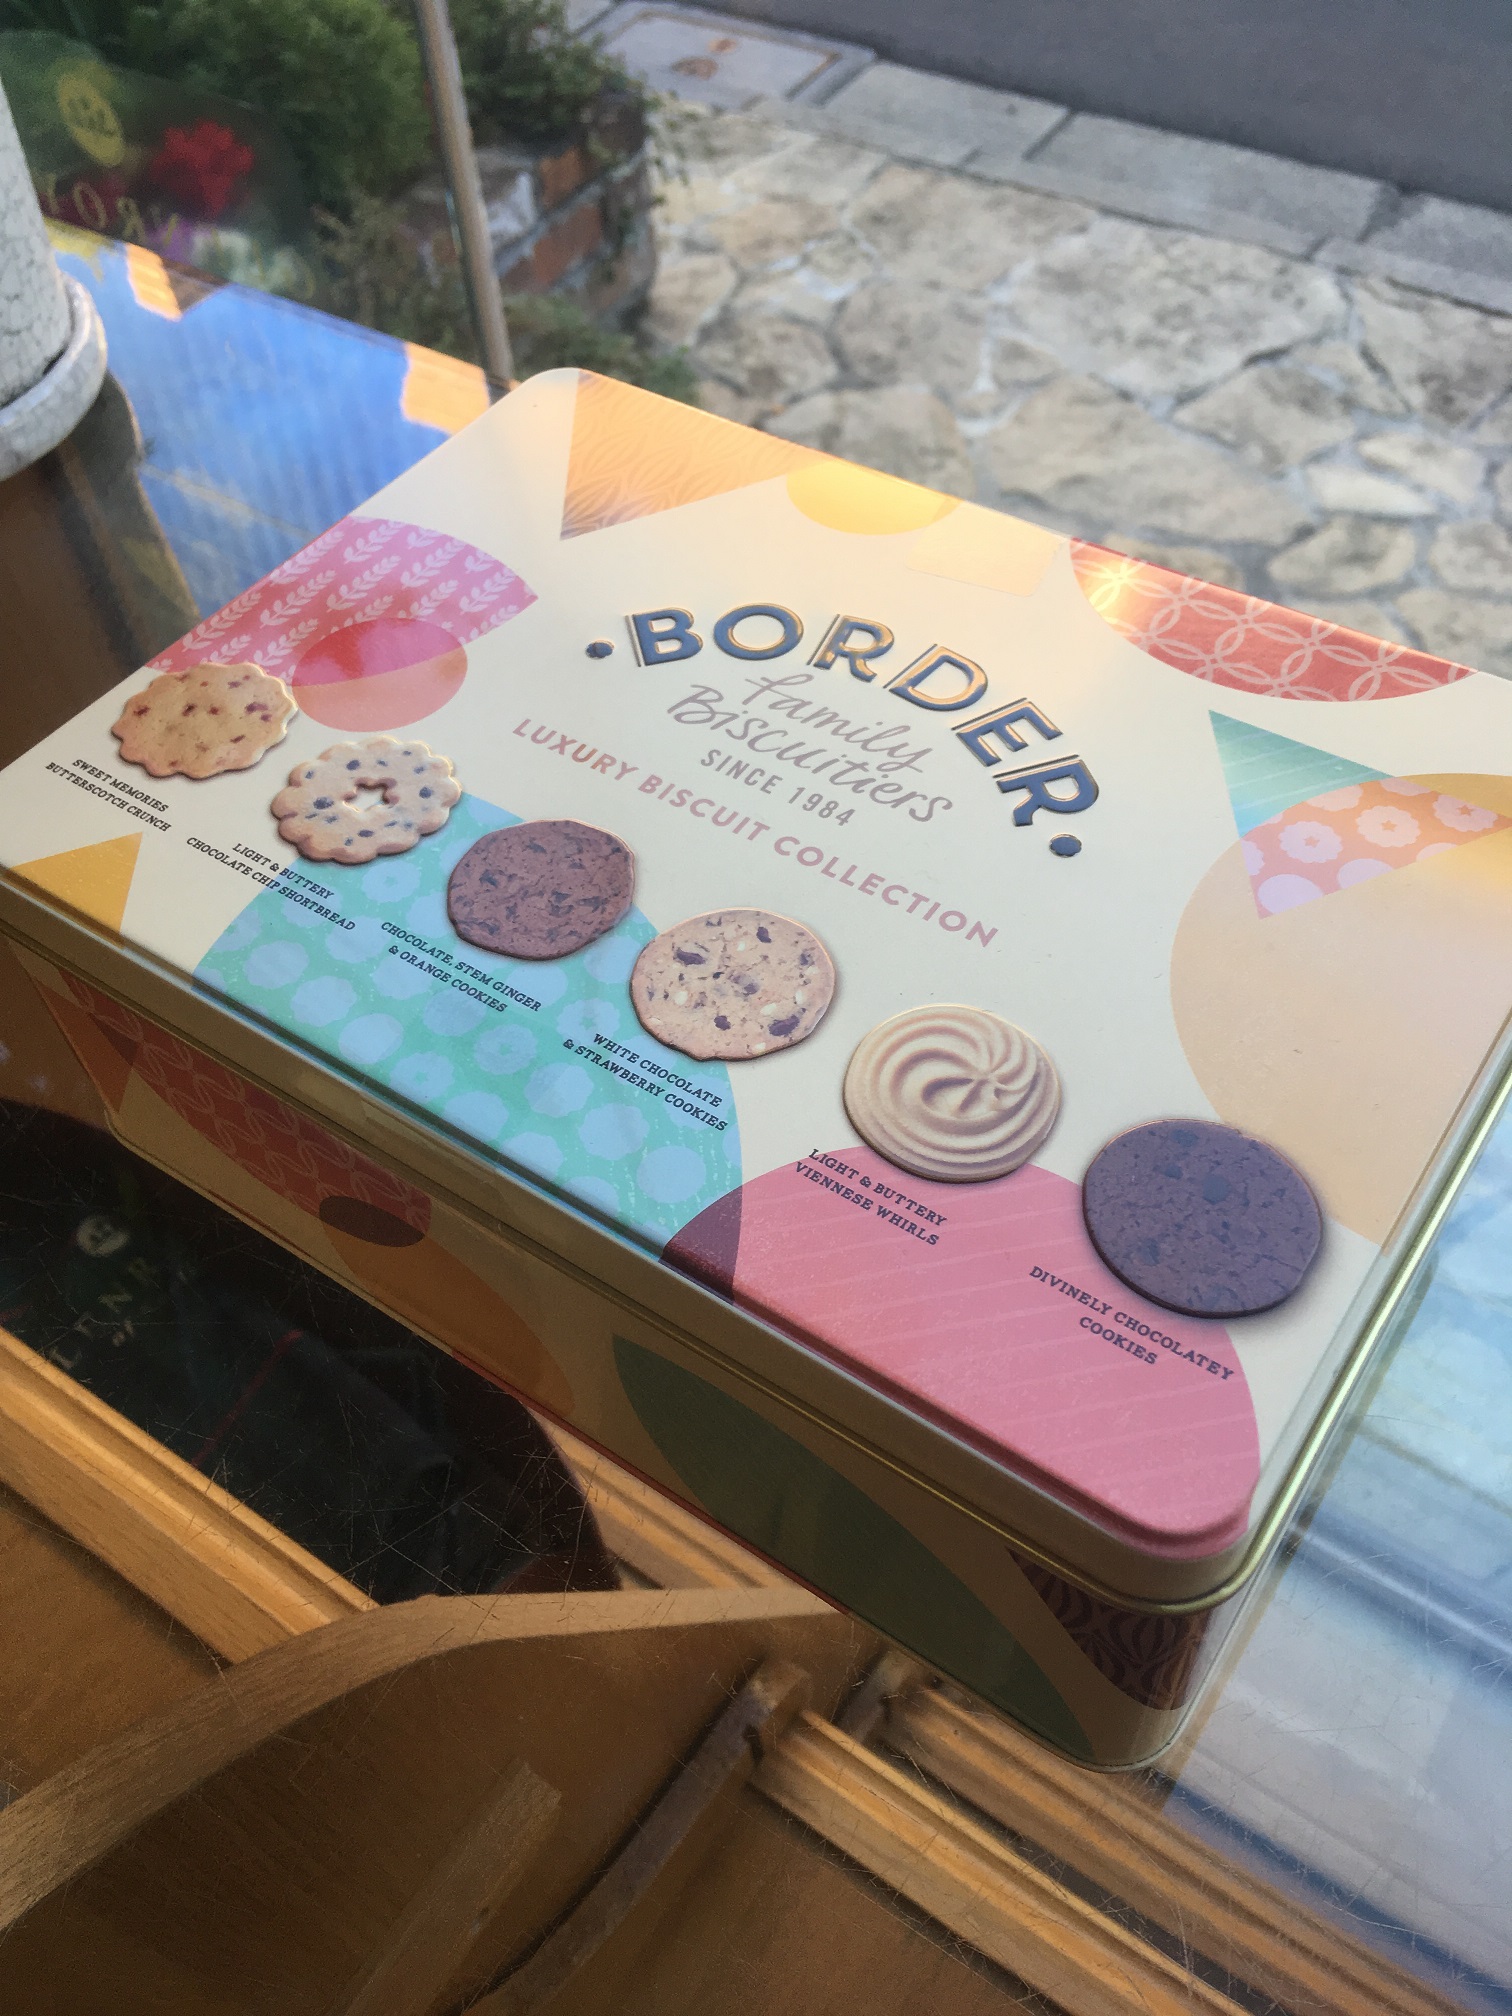 BORDER
family
Biscuitiers
SINCE 1984
LUXURY BISCUIT COLLECTION
SWEET MEMORIES
BUTTERSCOTCH CRUNCH
LIGHT & BUTTERY
CHOCOLATE CHIP SHORTBREAD
CHOCOLATE, STEM GINGER
& ORANGE COOKIES
WHITE CHOCOLATE
& STRAWBERRY COOKIES
LIGHT & BUTTERY
VIENNESE WHIRLS
DIVINELY CHOCOLATEY
COOKIES